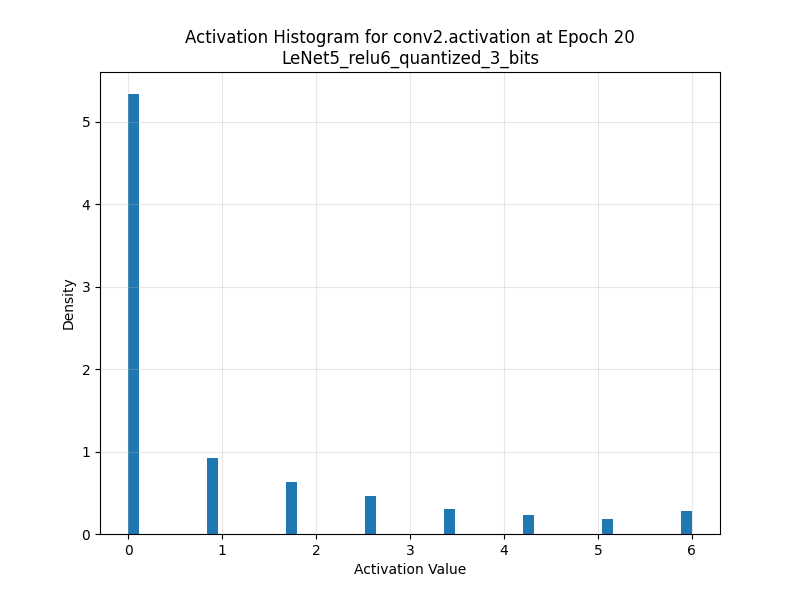 Activation Histogram for conv2.activation at Epoch 20
LeNet5_relu6_quantized_3_bits
Density
5
4
3
2
1
0
0 1 2 3 4 5 6
Activation Value